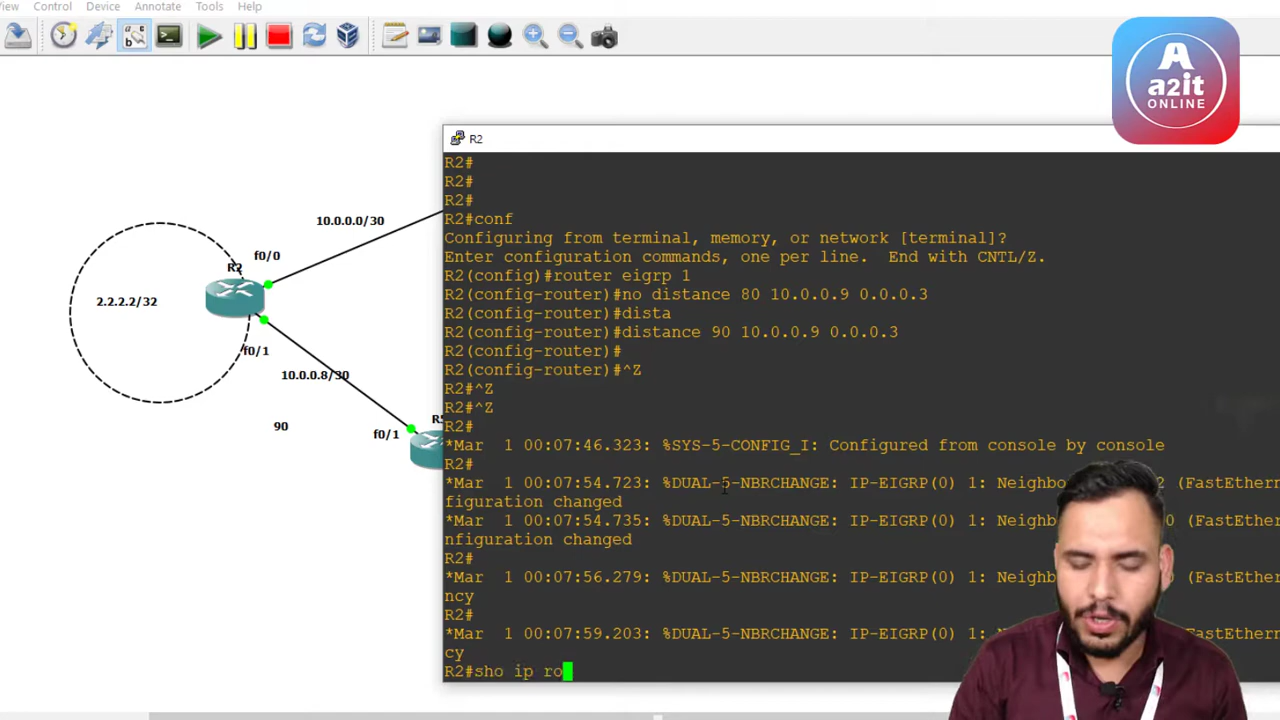 View Control Device Annotate Tools Help
A
a2it
ONLINE
R2
R2#
R2#
R2#
R2#conf
Configuring from terminal, memory, or network [terminal]?
Enter configuration commands, one per line. End with CNTL/Z.
R2(config)#router eigrp 1
R2(config-router)#no distance 80 10.0.0.9 0.0.0.3
R2(config-router)#dista
R2(config-router)#distance 90 10.0.0.9 0.0.0.3
R2(config-router)#
R2(config-router)#^Z
R2#^Z
R2#^Z
R2#
*Mar 1 00:07:46.323: %SYS-5-CONFIG_I: Configured from console by console
R2#
*Mar 1 00:07:54.723: %DUAL-5-NBRCHANGE: IP-EIGRP(0) 1: Neighbo 2 (FastEthern
figuration changed
*Mar 1 00:07:54.735: %DUAL-5-NBRCHANGE: IP-EIGRP(0) 1: Neighb 0 (FastEther
nfiguration changed
R2#
*Mar 1 00:07:56.279: %DUAL-5-NBRCHANGE: IP-EIGRP(0) 1: Neighb 0 (FastEther
ncy
R2#
*Mar 1 00:07:59.203: %DUAL-5-NBRCHANGE: IP-EIGRP(0) 1: Neigh FastEthern
cy
R2#sho ip ro
10.0.0.0/30
f0/0
R2
2.2.2.2/32
f0/1
10.0.0.8/30
90
f0/1